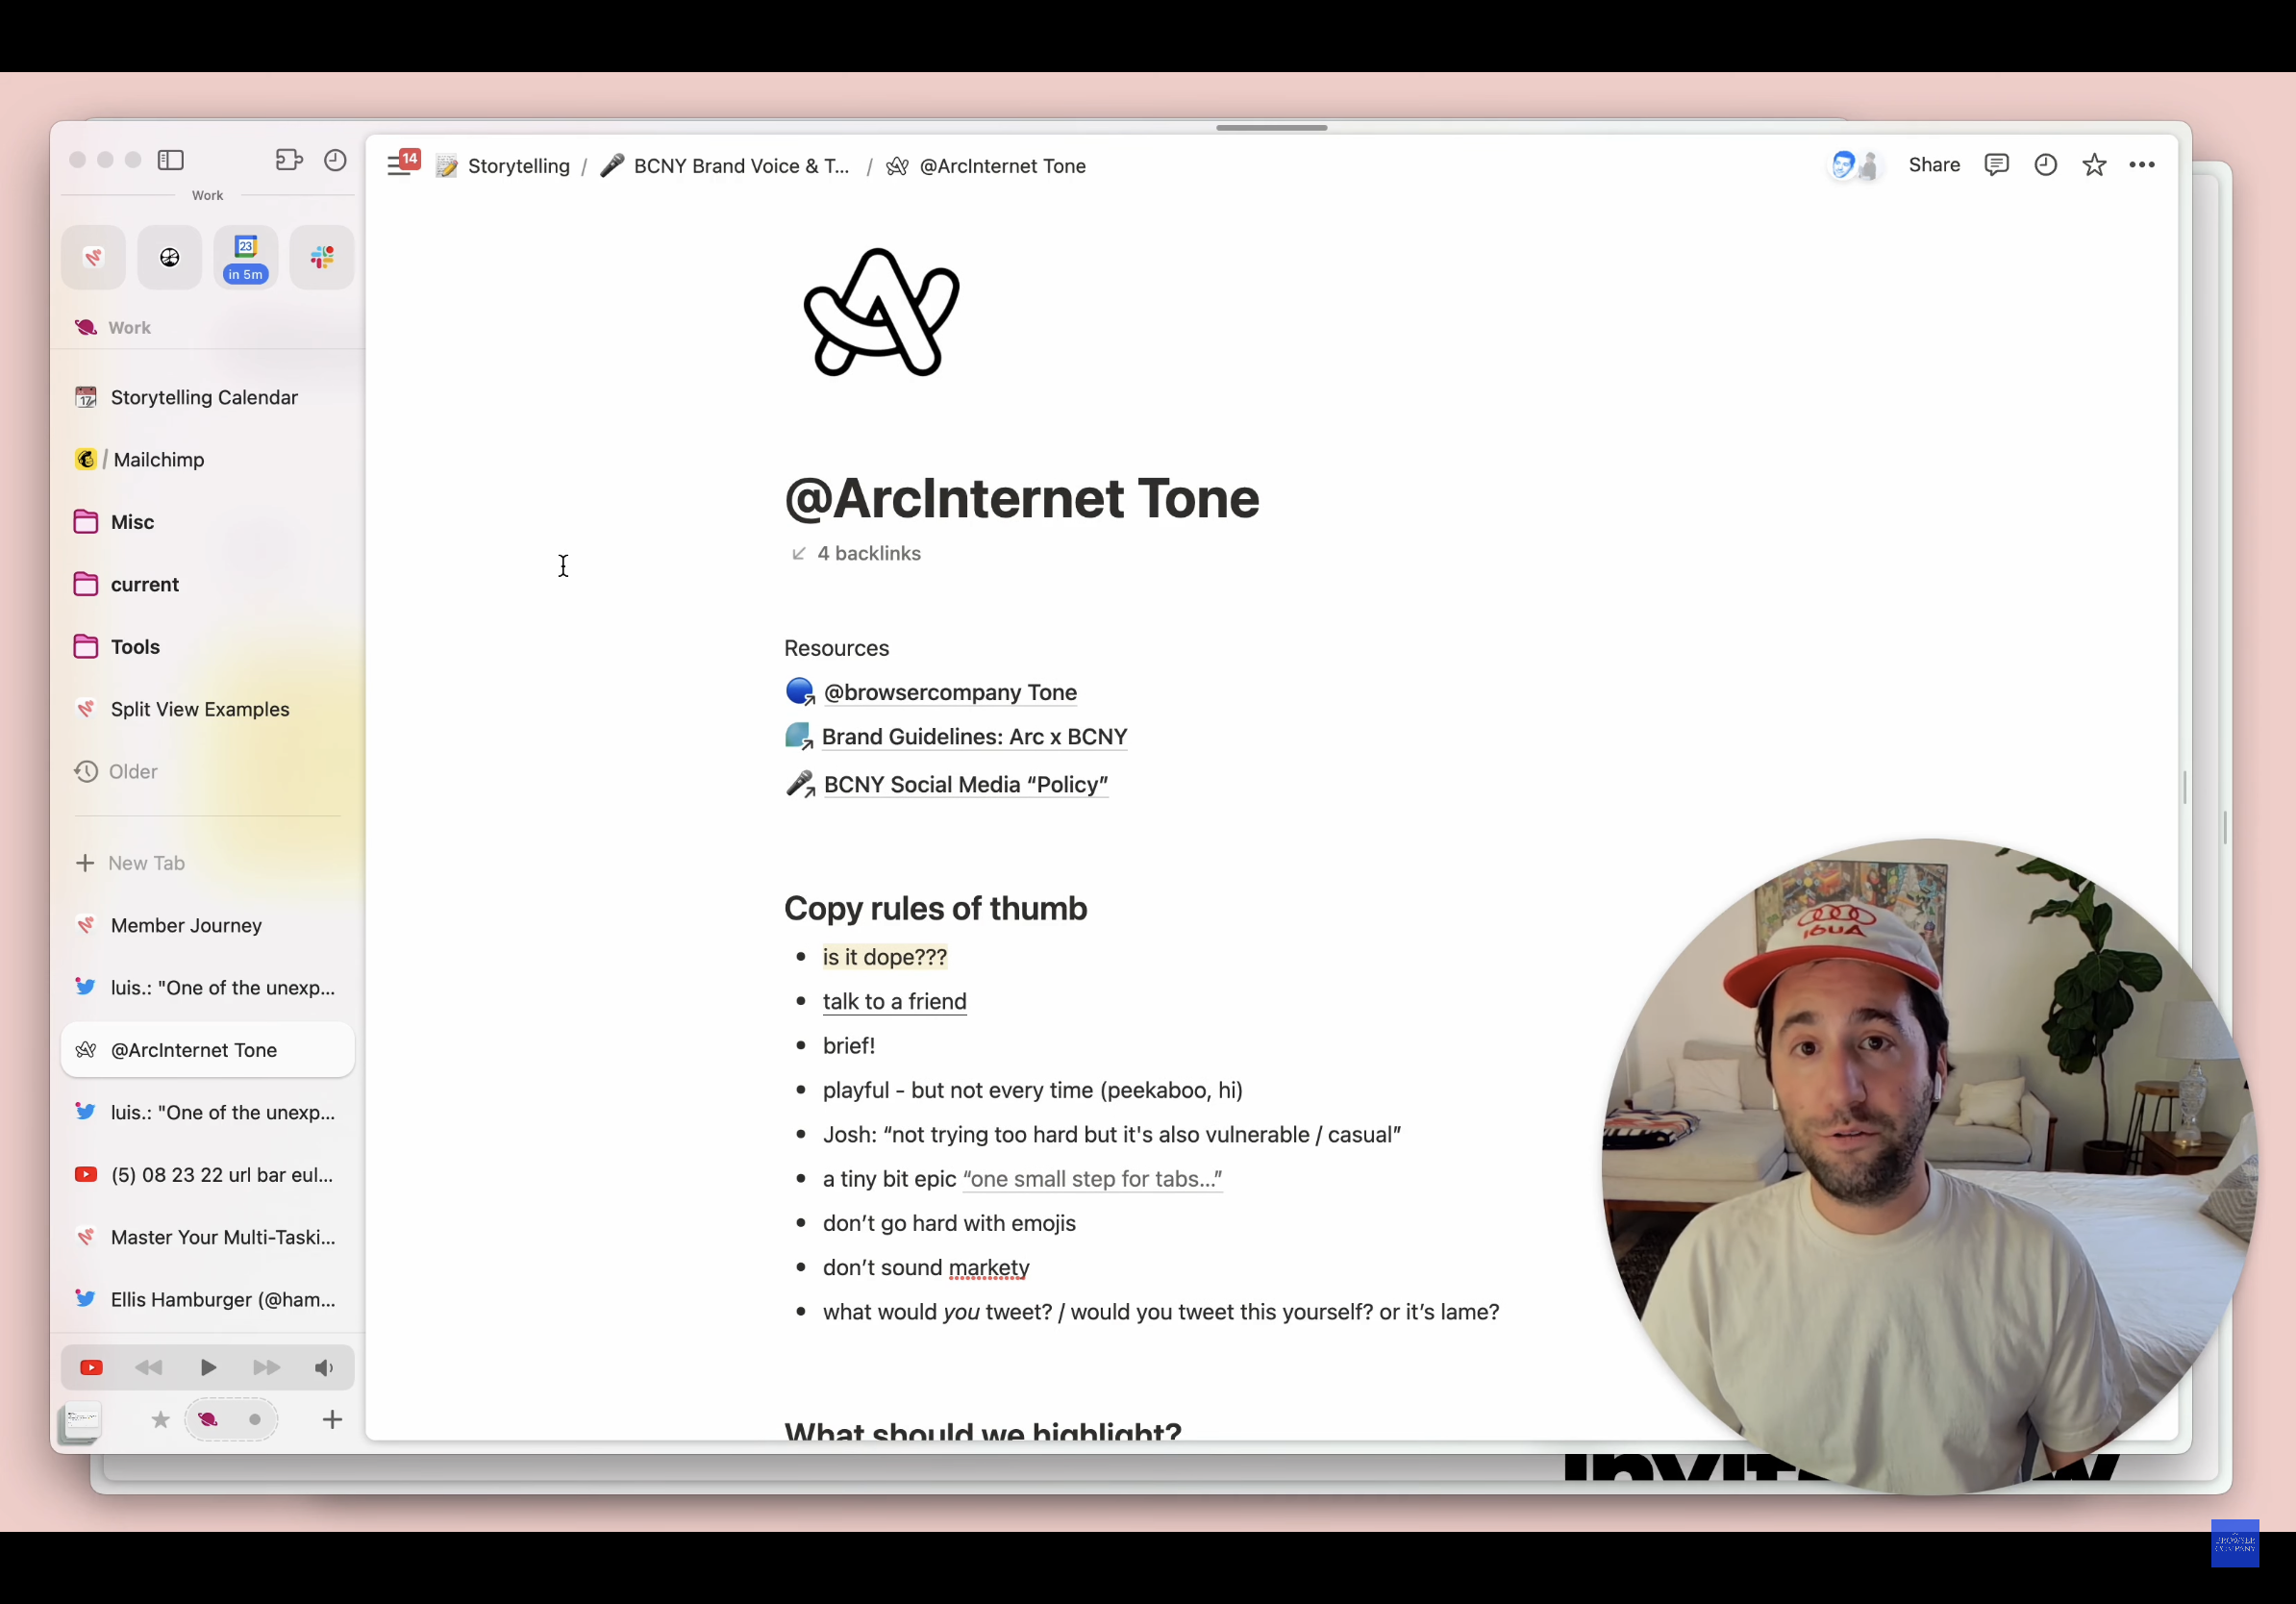 Work
23
in 5m
Work
17
Storytelling Calendar
/ Mailchimp
Misc
current
Tools
Split View Examples
Older
New Tab
Member Journey
luis.: "One of the unexp...
@ArcInternet Tone
luis.: "One of the unexp...
(5) 08 23 22 url bar eul...
Master Your Multi-Taski...
Ellis Hamburger (@ham...
14
Storytelling / BCNY Brand Voice & T... / @ArcInternet Tone
Share
@ArcInternet Tone
4 backlinks
Resources
@browsercompany Tone
Brand Guidelines: Arc x BCNY
BCNY Social Media “Policy”
Copy rules of thumb
• is it dope???
• talk to a friend
• brief!
• playful - but not every time (peekaboo, hi)
• Josh: “not trying too hard but it's also vulnerable / casual”
• a tiny bit epic “one small step for tabs...”
• don’t go hard with emojis
• don’t sound markety
• what would you tweet? / would you tweet this yourself? or it’s lame?
What should we highlight?
Audi
BROWSER
COMPANY